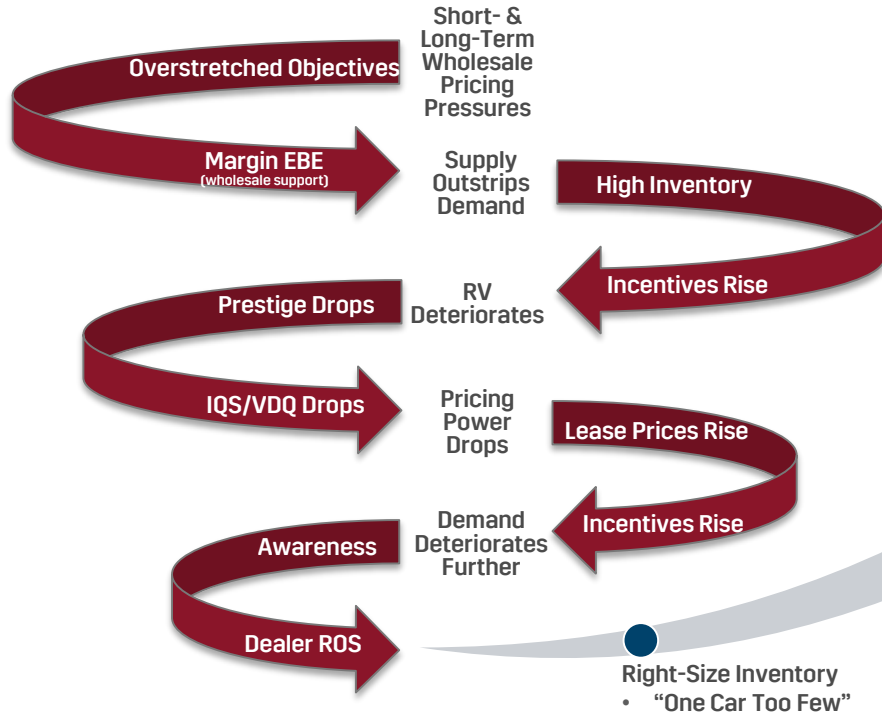 Short- &
Long-Term
Wholesale
Pricing
Pressures
Overstretched Objectives
Margin EBE
(wholesale support)
Supply
Outstrips
Demand
High Inventory
Incentives Rise
RV
Deteriorates
Prestige Drops
IQS/VDQ Drops
Pricing
Power
Drops
Lease Prices Rise
Incentives Rise
Demand
Deteriorates
Further
Awareness
Dealer ROS
Right-Size Inventory
• “One Car Too Few”